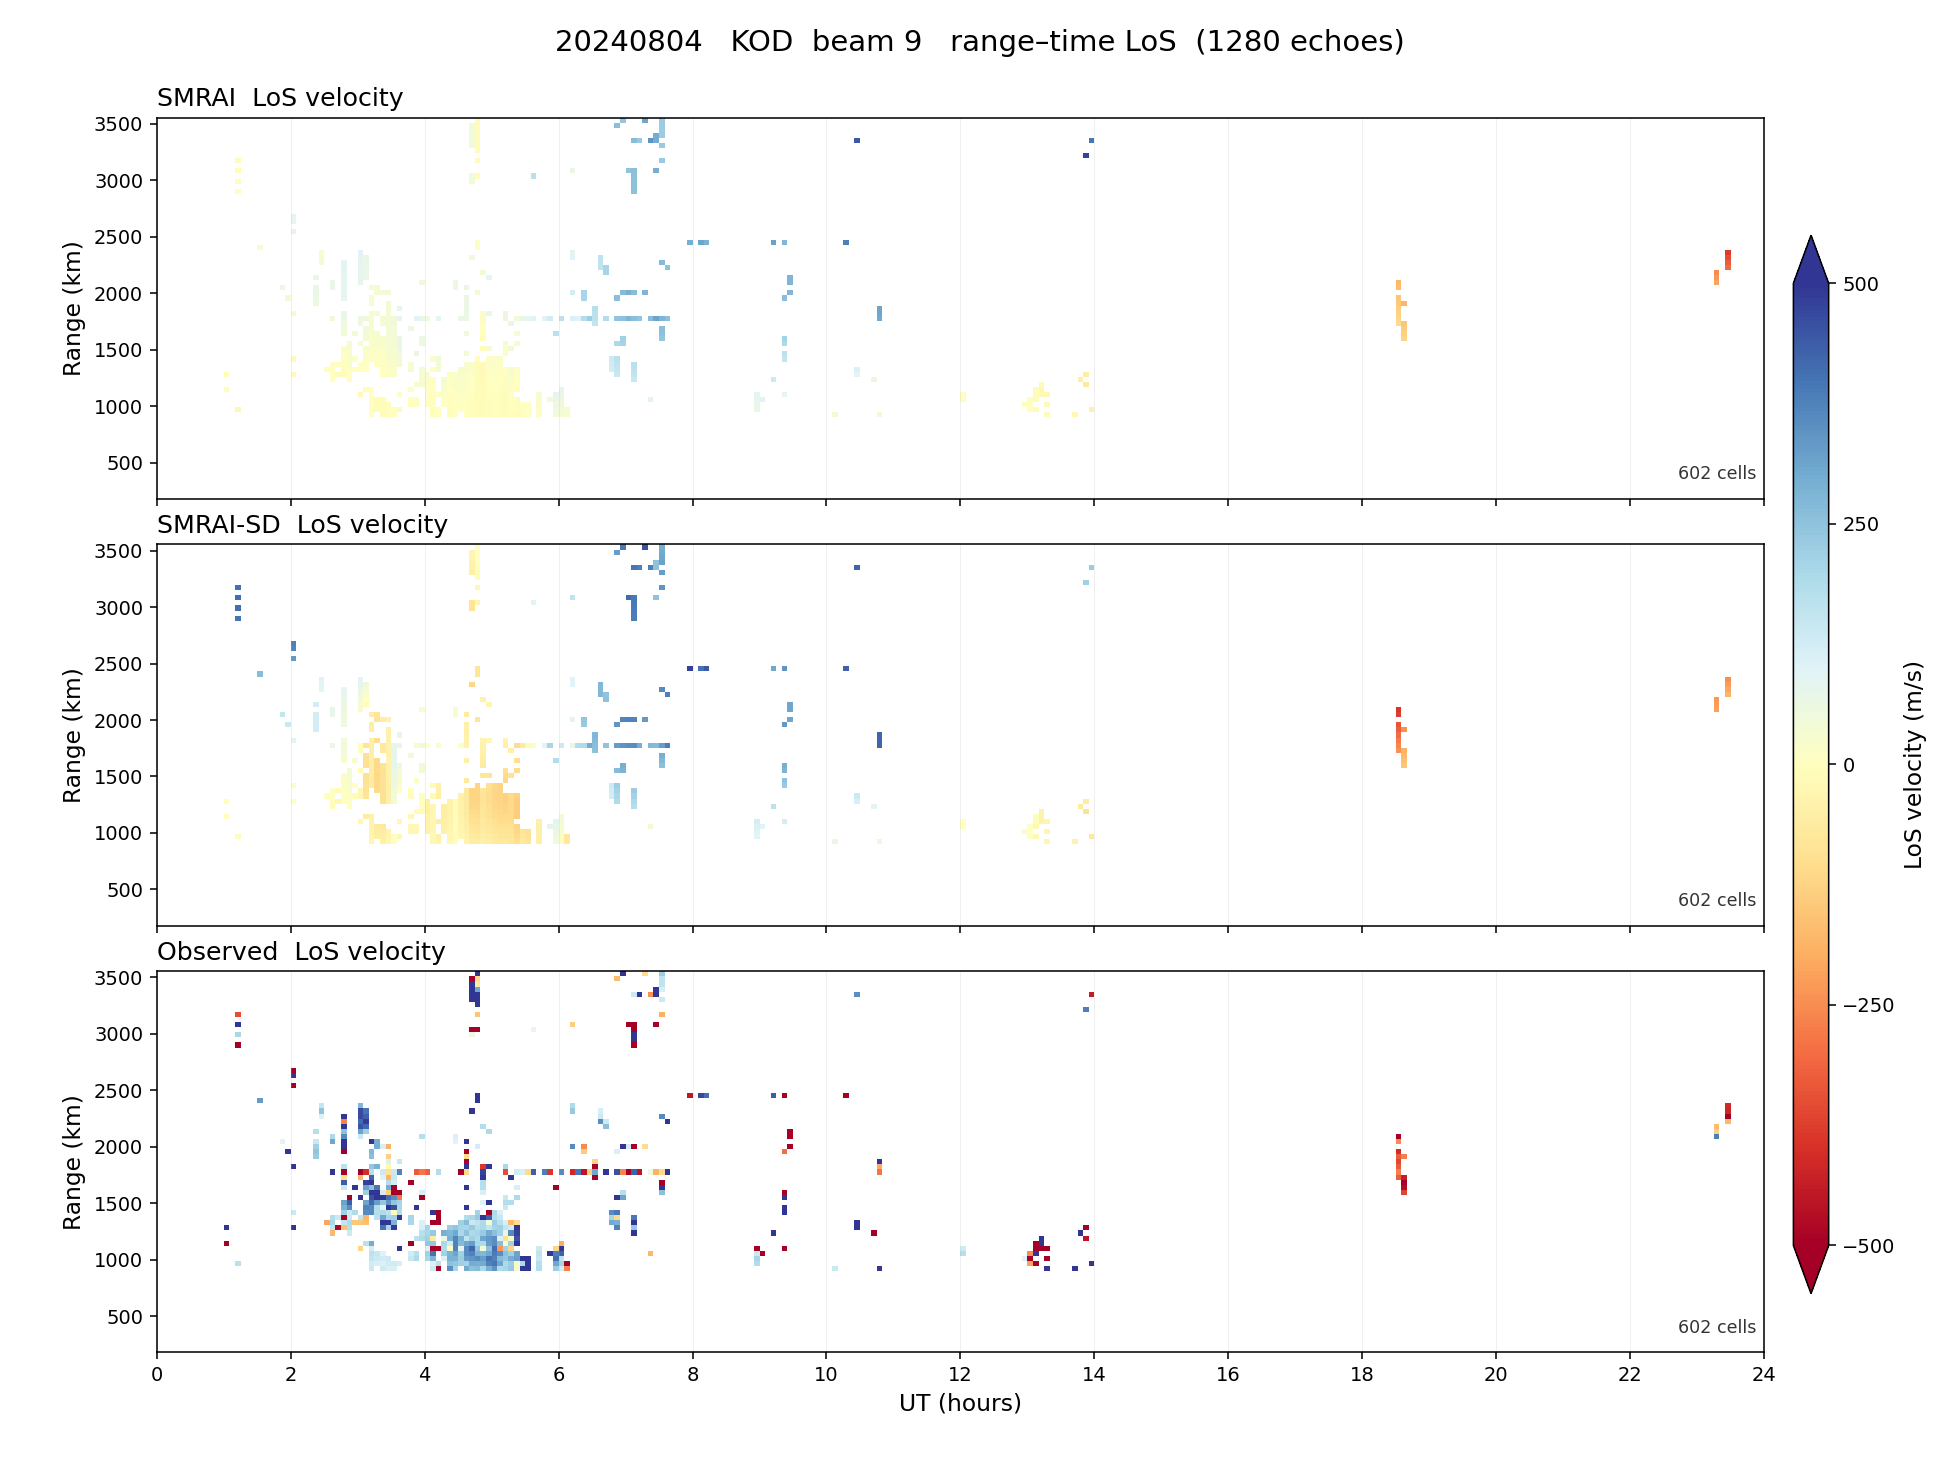 20240804   KOD  beam 9   range–time LoS  (1280 echoes)
SMRAI  LoS velocity
3500
3000
2500
2000
1500
1000
500
Range (km)
602 cells
SMRAI-SD  LoS velocity
3500
3000
2500
2000
1500
1000
500
Range (km)
602 cells
Observed  LoS velocity
3500
3000
2500
2000
1500
1000
500
Range (km)
602 cells
0 2 4 6 8 10 12 14 16 18 20 22 24
UT (hours)
500
250
0
−250
−500
LoS velocity (m/s)